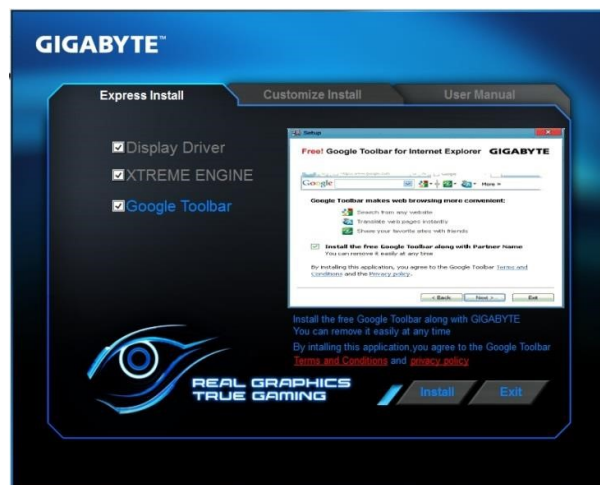 GIGABYTE™
Express Install
Customize Install
User Manual
Display Driver
XTREME ENGINE
Google Toolbar
Setup
Free! Google Toolbar for Internet Explorer GIGABYTE
Google
More »
Google Toolbar makes web browsing more convenient:
Search from any website
Translate web pages instantly
Share your favorite sites with friends
Install the free Google Toolbar along with Partner Name
You can remove it easily at any time
By installing this application, you agree to the Google Toolbar Terms and
Conditions and the Privacy policy.
< Back
Next >
Exit
Install the free Google Toolbar along with GIGABYTE
You can remove it easily at any time
By intalling this application,you agree to the Google Toolbar
Terms and Conditions and privacy policy
REAL GRAPHICS
TRUE GAMING
Install
Exit